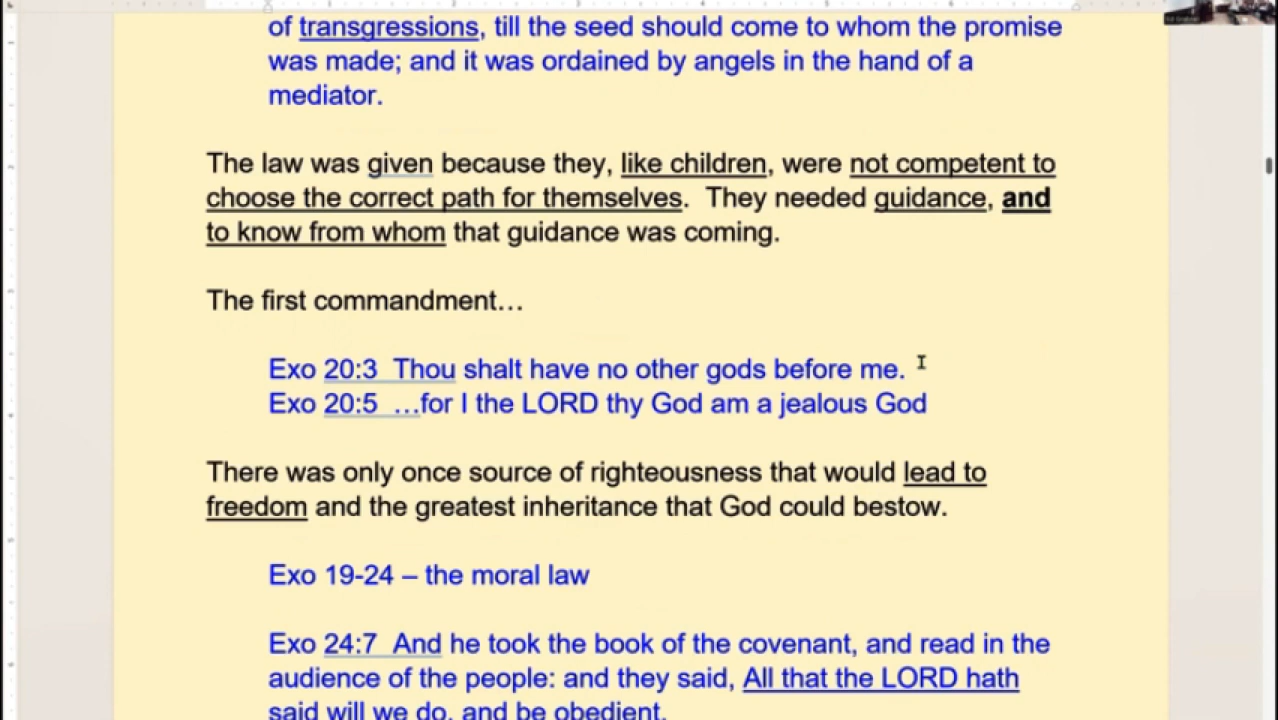 of transgressions, till the seed should come to whom the promise
was made; and it was ordained by angels in the hand of a
mediator.
The law was given because they, like children, were not competent to
choose the correct path for themselves.  They needed guidance, and
to know from whom that guidance was coming.
The first commandment…
Exo 20:3  Thou shalt have no other gods before me.
Exo 20:5  …for I the LORD thy God am a jealous God
There was only once source of righteousness that would lead to
freedom and the greatest inheritance that God could bestow.
Exo 19-24 – the moral law
Exo 24:7  And he took the book of the covenant, and read in the
audience of the people: and they said, All that the LORD hath
said will we do, and be obedient.